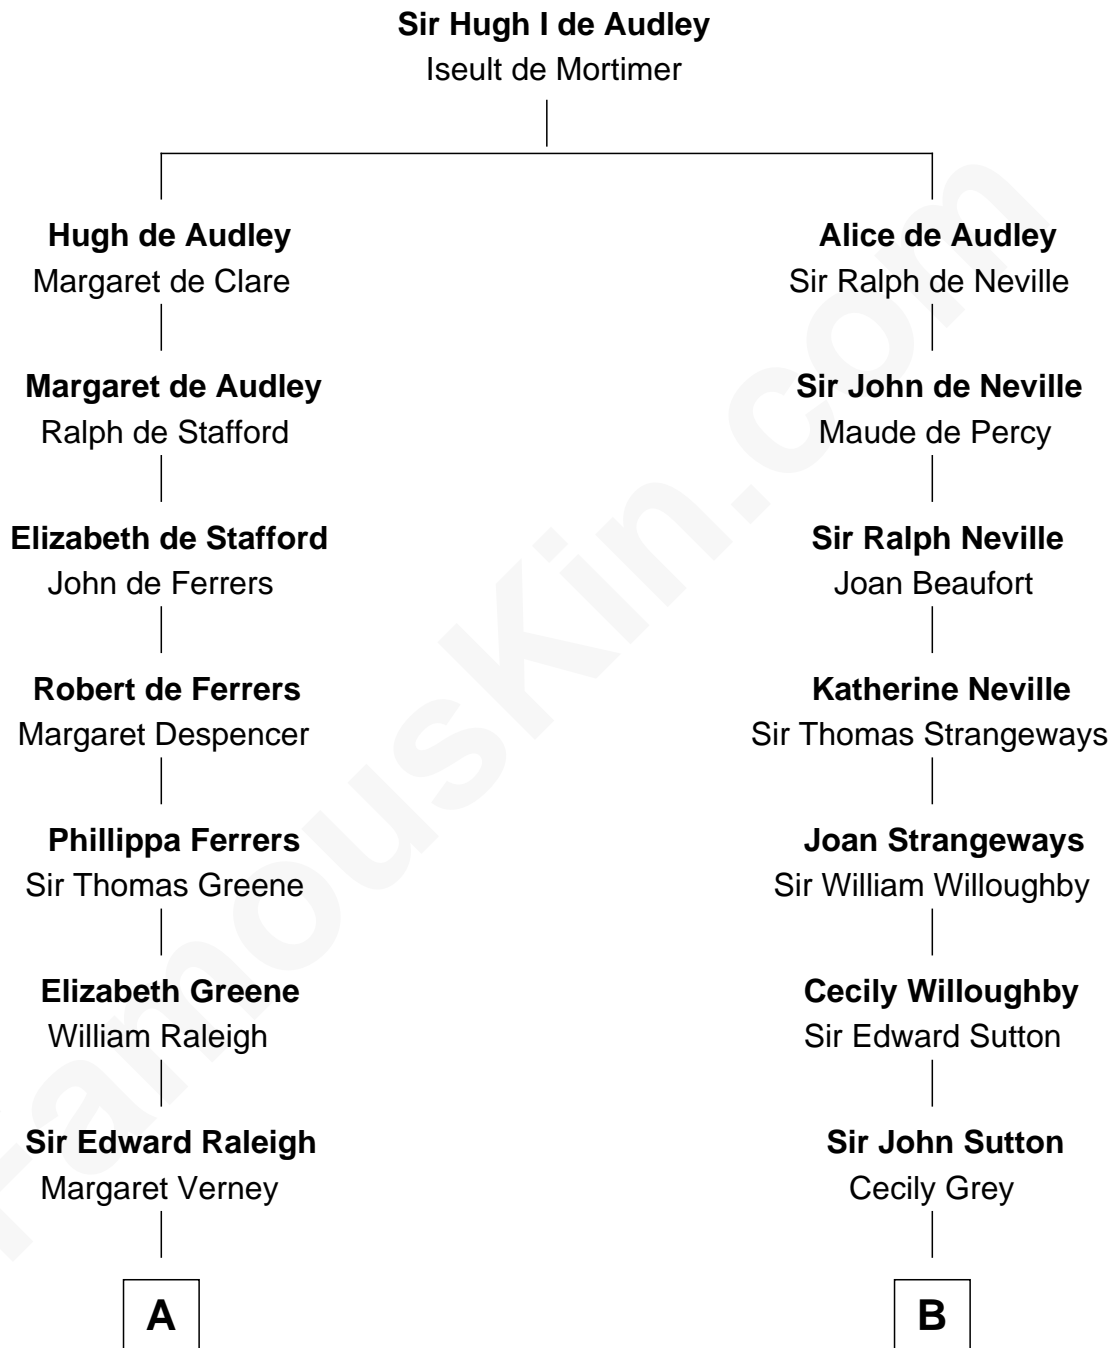 Sir Hugh I de Audley
Iseult de Mortimer
Hugh de Audley
Margaret de Clare
Alice de Audley
Sir Ralph de Neville
Margaret de Audley
Ralph de Stafford
Sir John de Neville
Maude de Percy
Elizabeth de Stafford
John de Ferrers
Sir Ralph Neville
Joan Beaufort
Robert de Ferrers
Margaret Despencer
Katherine Neville
Sir Thomas Strangeways
Phillippa Ferrers
Sir Thomas Greene
Joan Strangeways
Sir William Willoughby
Elizabeth Greene
William Raleigh
Cecily Willoughby
Sir Edward Sutton
Sir Edward Raleigh
Margaret Verney
Sir John Sutton
Cecily Grey
A
B
FamousKin.com